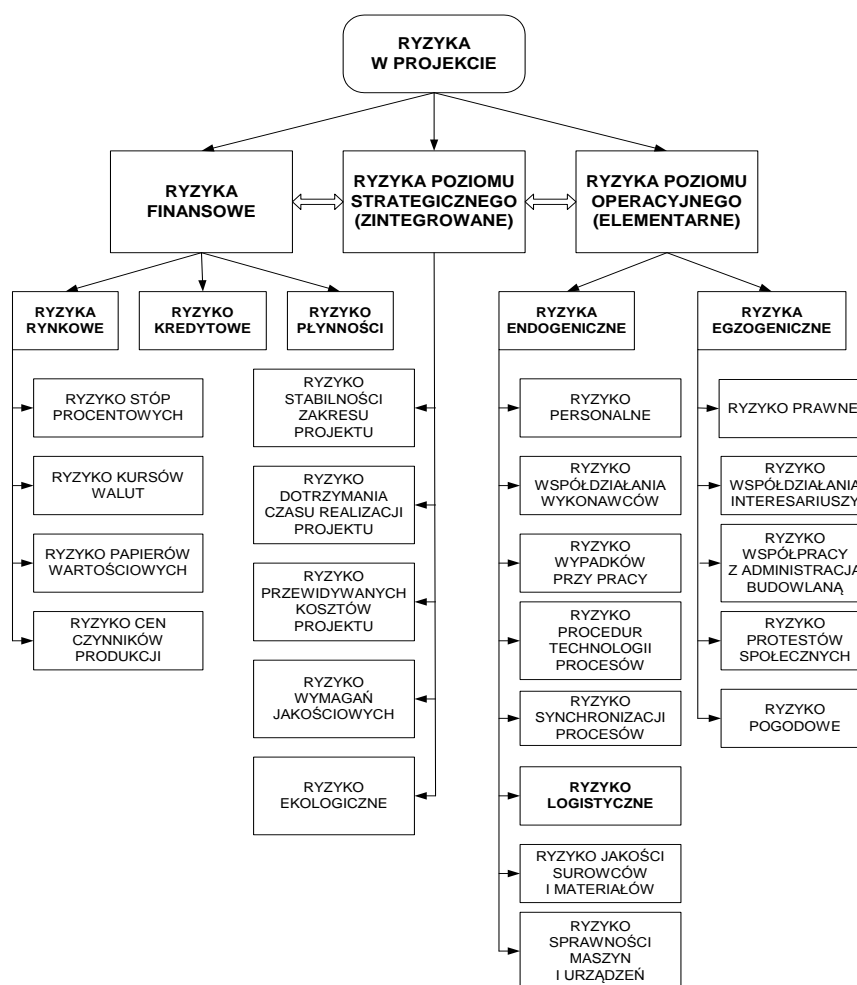 RYZYKA
W PROJEKCIE
RYZYKA
FINANSOWE
RYZYKA POZIOMU
STRATEGICZNEGO
(ZINTEGROWANE)
RYZYKA POZIOMU
OPERACYJNEGO
(ELEMENTARNE)
RYZYKA
RYNKOWE
RYZYKO
KREDYTOWE
RYZYKO
PŁYNNOŚCI
RYZYKA
ENDOGENICZNE
RYZYKA
EGZOGENICZNE
RYZYKO STÓP
PROCENTOWYCH
RYZYKO KURSÓW
WALUT
RYZYKO PAPIERÓW
WARTOŚCIOWYCH
RYZYKO CEN
CZYNNIKÓW
PRODUKCJI
RYZYKO
STABILNOŚCI
ZAKRESU
PROJEKTU
RYZYKO
DOTRZYMANIA
CZASU REALIZACJI
PROJEKTU
RYZYKO
PRZEWIDYWANYCH
KOSZTÓW
PROJEKTU
RYZYKO
WYMAGAŃ
JAKOŚCIOWYCH
RYZYKO
EKOLOGICZNE
RYZYKO
PERSONALNE
RYZYKO
WSPÓŁDZIAŁANIA
WYKONAWCÓW
RYZYKO
WYPADKÓW
PRZY PRACY
RYZYKO
PROCEDUR
TECHNOLOGII
PROCESÓW
RYZYKO
SYNCHRONIZACJI
PROCESÓW
RYZYKO
LOGISTYCZNE
RYZYKO JAKOŚCI
SUROWCÓW
I MATERIAŁÓW
RYZYKO
SPRAWNOŚCI
MASZYN
I URZĄDZEŃ
RYZYKO PRAWNE
RYZYKO
WSPÓŁDZIAŁANIA
INTERESARIUSZY
RYZYKO
WSPÓŁPRACY
Z ADMINISTRACJĄ
BUDOWLANĄ
RYZYKO
PROTESTÓW
SPOŁECZNYCH
RYZYKO
POGODOWE